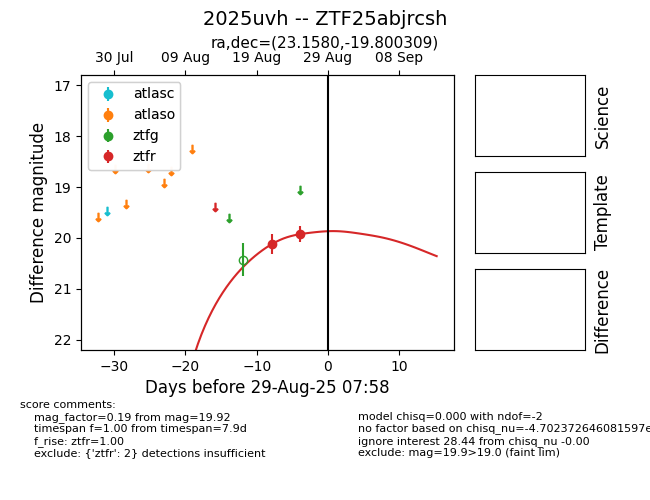 2025uvh -- ZTF25abjrcsh
ra,dec=(23.1580,-19.800309)
30 Jul 09 Aug 19 Aug 29 Aug 08 Sep
17
18
19
20
21
22
Difference magnitude
atlasc
atlaso
ztfg
ztfr
−30 −20 −10 0 10
Days before 29-Aug-25 07:58
Science
Template
Difference
score comments:
mag_factor=0.19 from mag=19.92
timespan f=1.00 from timespan=7.9d
f_rise: ztfr=1.00
exclude: {'ztfr': 2} detections insufficient
model chisq=0.000 with ndof=-2
no factor based on chisq_nu=-4.702372646081597e
ignore interest 28.44 from chisq_nu -0.00
exclude: mag=19.9>19.0 (faint lim)